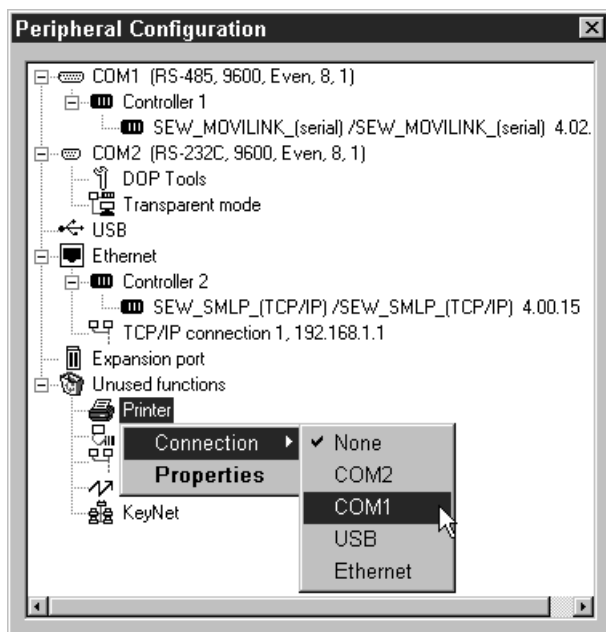 Peripheral Configuration
COM1 (RS-485, 9600, Even, 8, 1)
Controller 1
SEW_MOVILINK_(serial) /SEW_MOVILINK_(serial) 4.02.
COM2 (RS-232C, 9600, Even, 8, 1)
DOP Tools
Transparent mode
USB
Ethernet
Controller 2
SEW_SMLP_(TCP/IP) /SEW_SMLP_(TCP/IP) 4.00.15
TCP/IP connection 1, 192.168.1.1
Expansion port
Unused functions
Printer
Connection
Properties
KeyNet
None
COM2
COM1
USB
Ethernet